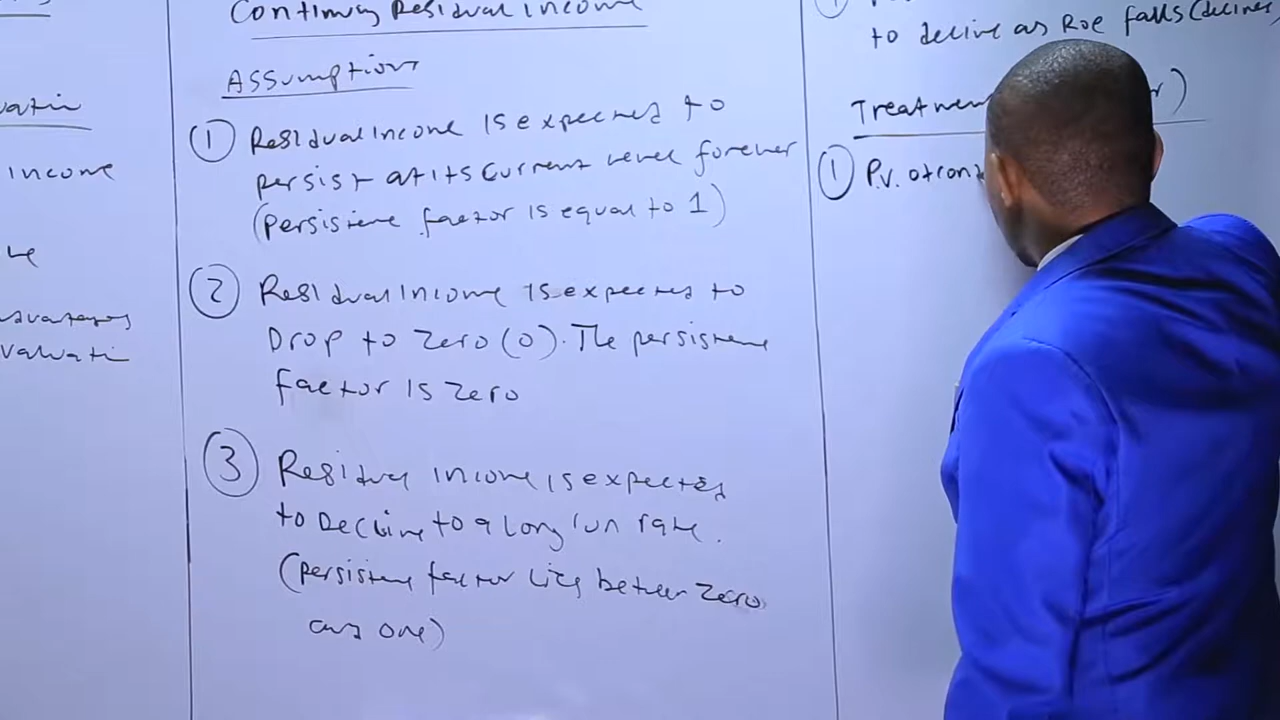 Income
Continuing Residual Income
Assumption
① Residual income is expected to
persist at its current level forever
(persistence factor is equal to 1)
② Residual income is expected to
Drop to zero (0). The persistence
factor is zero
③ Residual income is expected
to decline to a long run rate.
(persistence factor lies between zero
and one)
to decline as ROE falls (declines
Treatment
① P.V. of cont